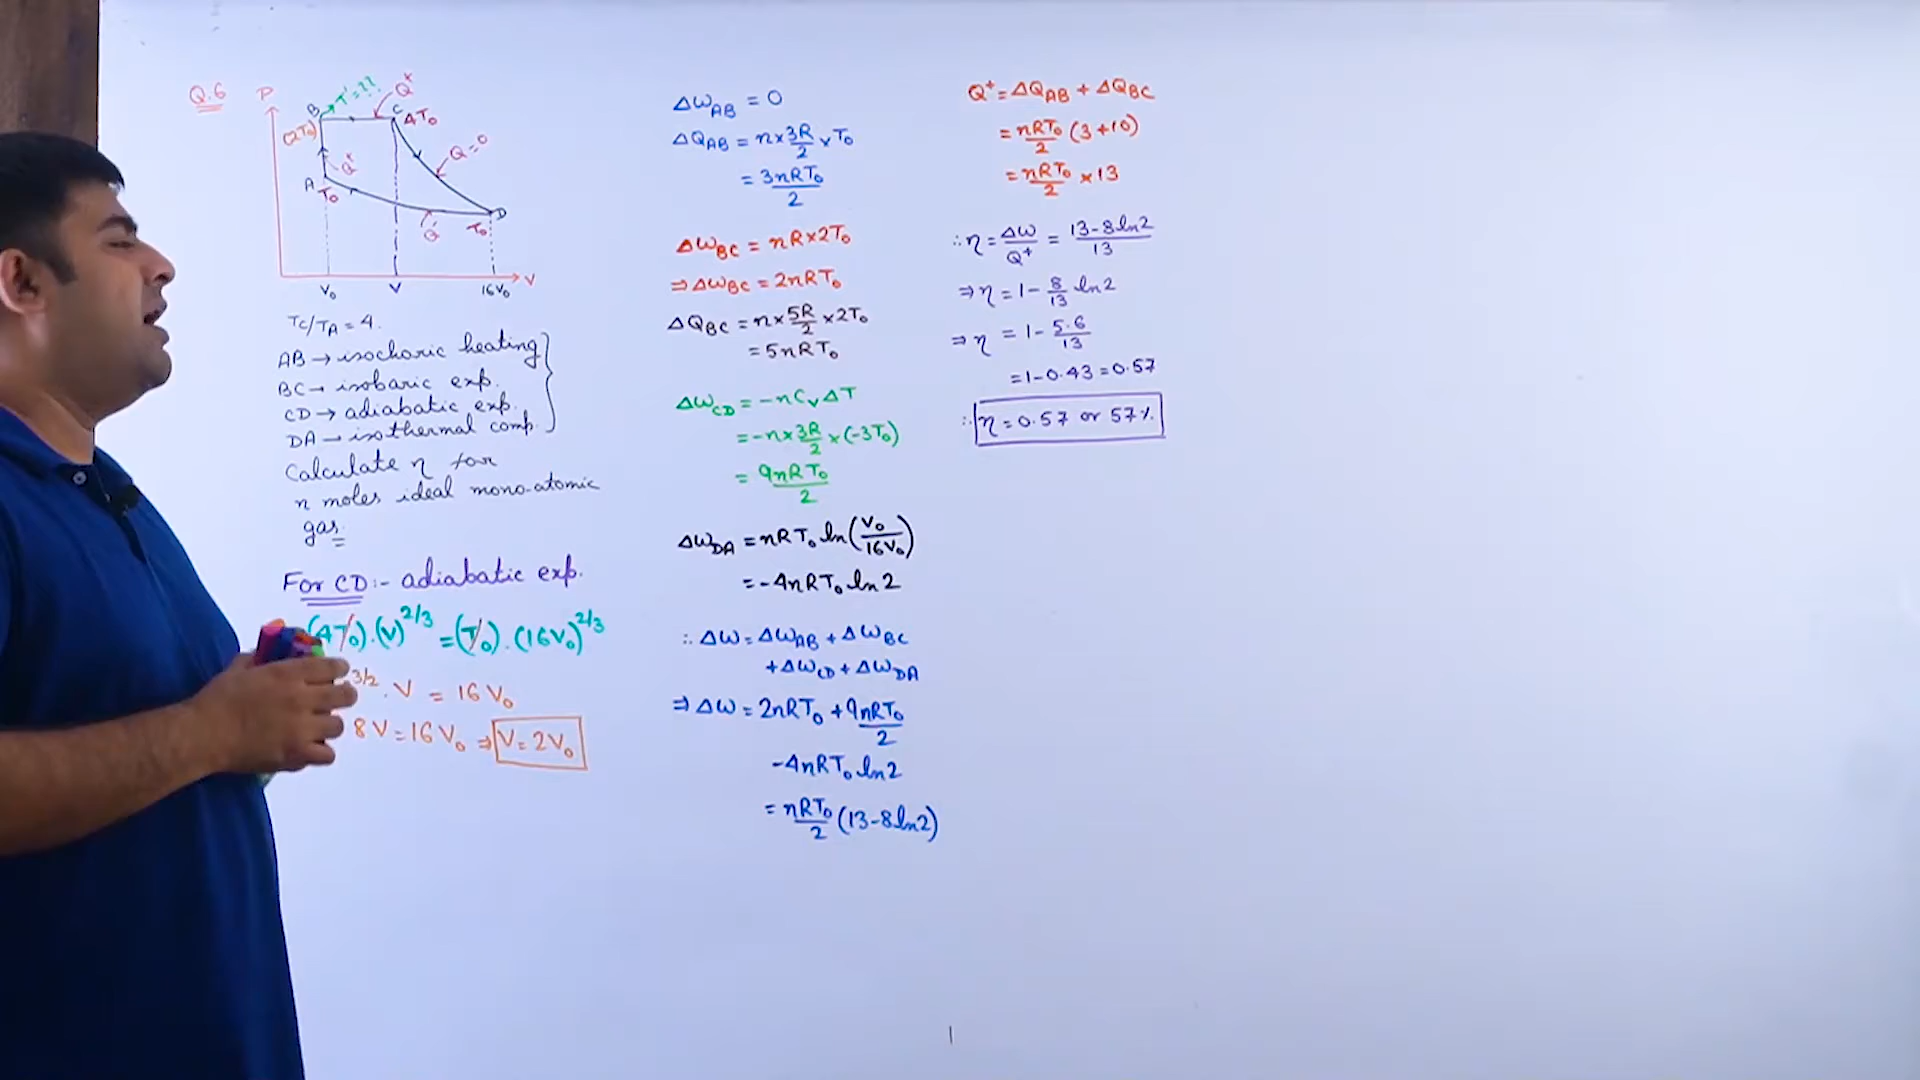 Q.6
P
B
T'=??
Q⁺
C
4T₀
(2T₀)
Q=0
Q⁺
A
T₀
Q⁻
T₀
D
V₀
V
16V₀
V
Tc/TA = 4.
AB → isochoric heating
BC → isobaric exp.
CD → adiabatic exp.
DA → isothermal comp.
Calculate η for
n moles ideal mono-atomic
gas.
For CD:- adiabatic exp.
(4T₀).(V)^2/3 = (T₀).(16V₀)^2/3
3/2 . V = 16V₀
8V = 16V₀ ⇒ V = 2V₀
ΔW_AB = 0
ΔQ_AB = n × 3R/2 × T₀
= 3nRT₀/2
ΔW_BC = nR×2T₀
⇒ ΔW_BC = 2nRT₀
ΔQ_BC = n × 5R/2 × 2T₀
= 5nRT₀
ΔW_CD = -nC_VΔT
= -n × 3R/2 × (-3T₀)
= 9nRT₀/2
ΔW_DA = nRT₀ ln(V₀/16V₀)
= -4nRT₀ ln2
∴ ΔW = ΔW_AB + ΔW_BC
+ΔW_CD + ΔW_DA
⇒ ΔW = 2nRT₀ + 9nRT₀/2
-4nRT₀ ln2
= nRT₀/2 (13-8ln2)
Q⁺ = ΔQ_AB + ΔQ_BC
= nRT₀/2 (3+10)
= nRT₀/2 × 13
∴ η = ΔW/Q⁺ = 13-8ln2/13
⇒ η = 1 - 8/13 ln2
⇒ η = 1 - 5.6/13
= 1-0.43 = 0.57
∴ η = 0.57 or 57%.